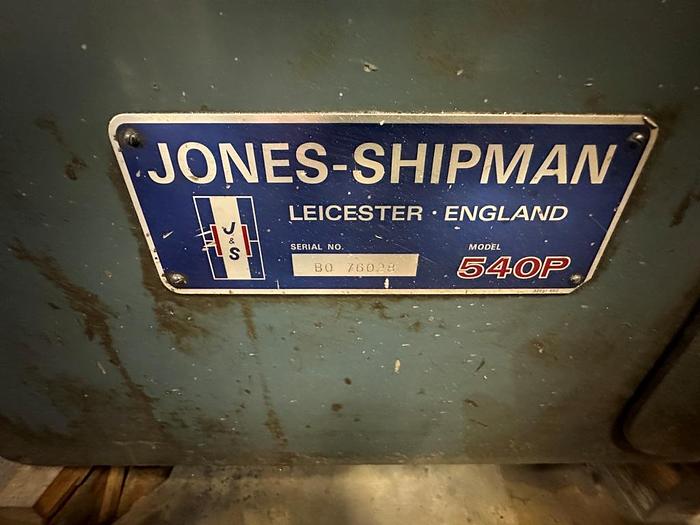 JONES-SHIPMAN
LEICESTER · ENGLAND
J
&
S
SERIAL NO.
MODEL
BO 76028
540P